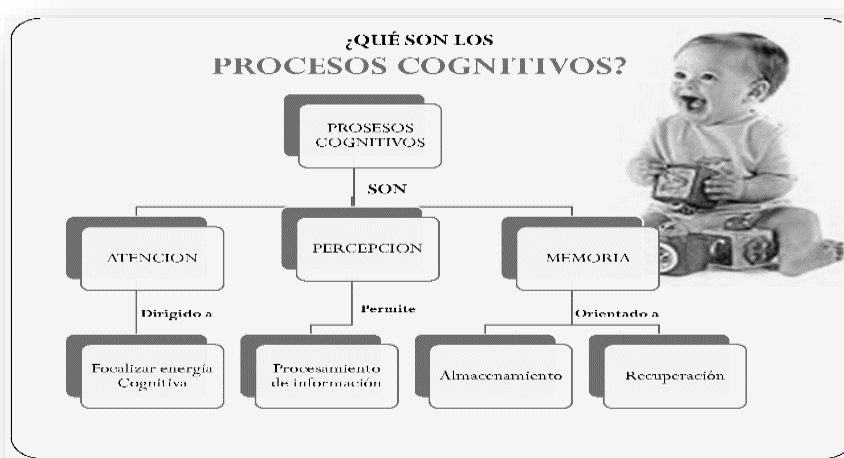 ¿QUÉ SON LOS
PROCESOS COGNITIVOS?
PROSESOS
COGNITIVOS
SON
ATENCION
PERCEPCION
MEMORIA
Dirigido a
Permite
Orientado a
Focalizar energía
Cognitiva
Procesamiento
de información
Almacenamiento
Recuperación